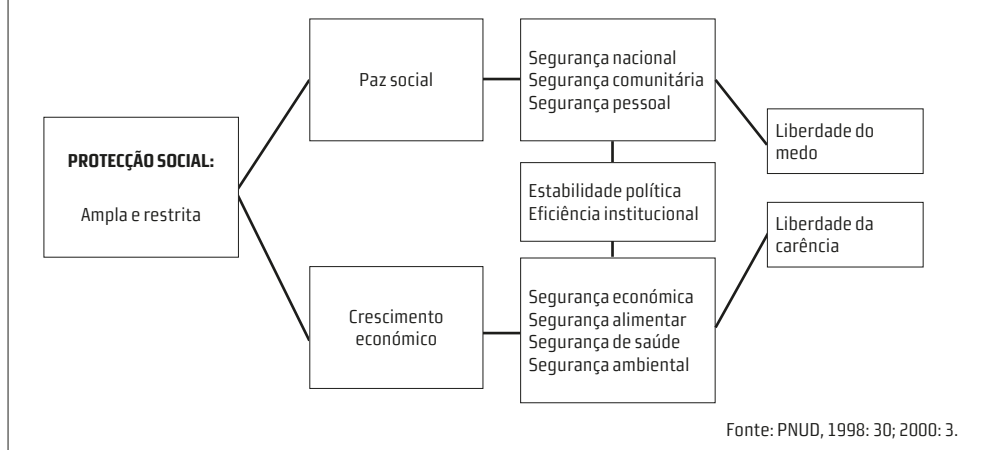 PROTECÇÃO SOCIAL:
Ampla e restrita
Paz social
Segurança nacional
Segurança comunitária
Segurança pessoal
Liberdade do
medo
Estabilidade política
Eficiência institucional
Liberdade da
carência
Crescimento
económico
Segurança económica
Segurança alimentar
Segurança de saúde
Segurança ambiental
Fonte: PNUD, 1998: 30; 2000: 3.